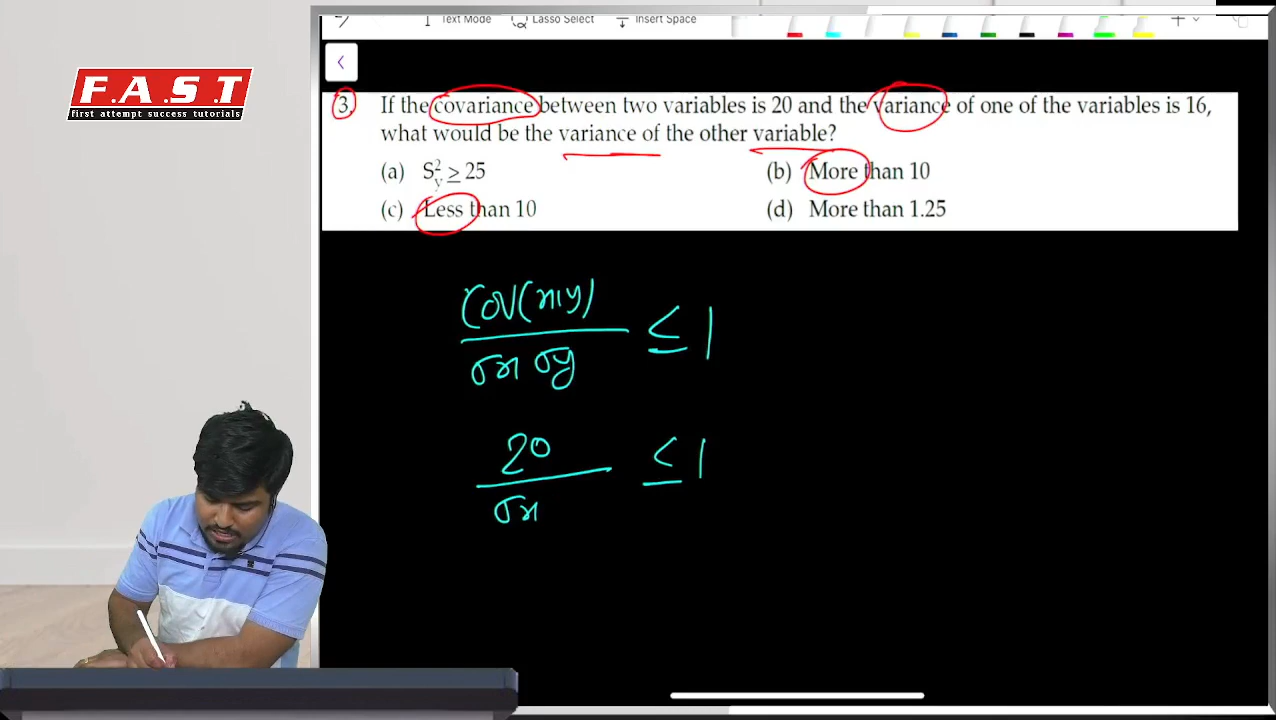 Text Mode Lasso Select Insert Space
F.A.S.T
first attempt success tutorials
3. If the covariance between two variables is 20 and the variance of one of the variables is 16,
what would be the variance of the other variable?
(a) S²y ≥ 25 (b) More than 10
(c) Less than 10 (d) More than 1.25
Cov(x,y)
σx σy ≤ 1
20
σx ≤ 1